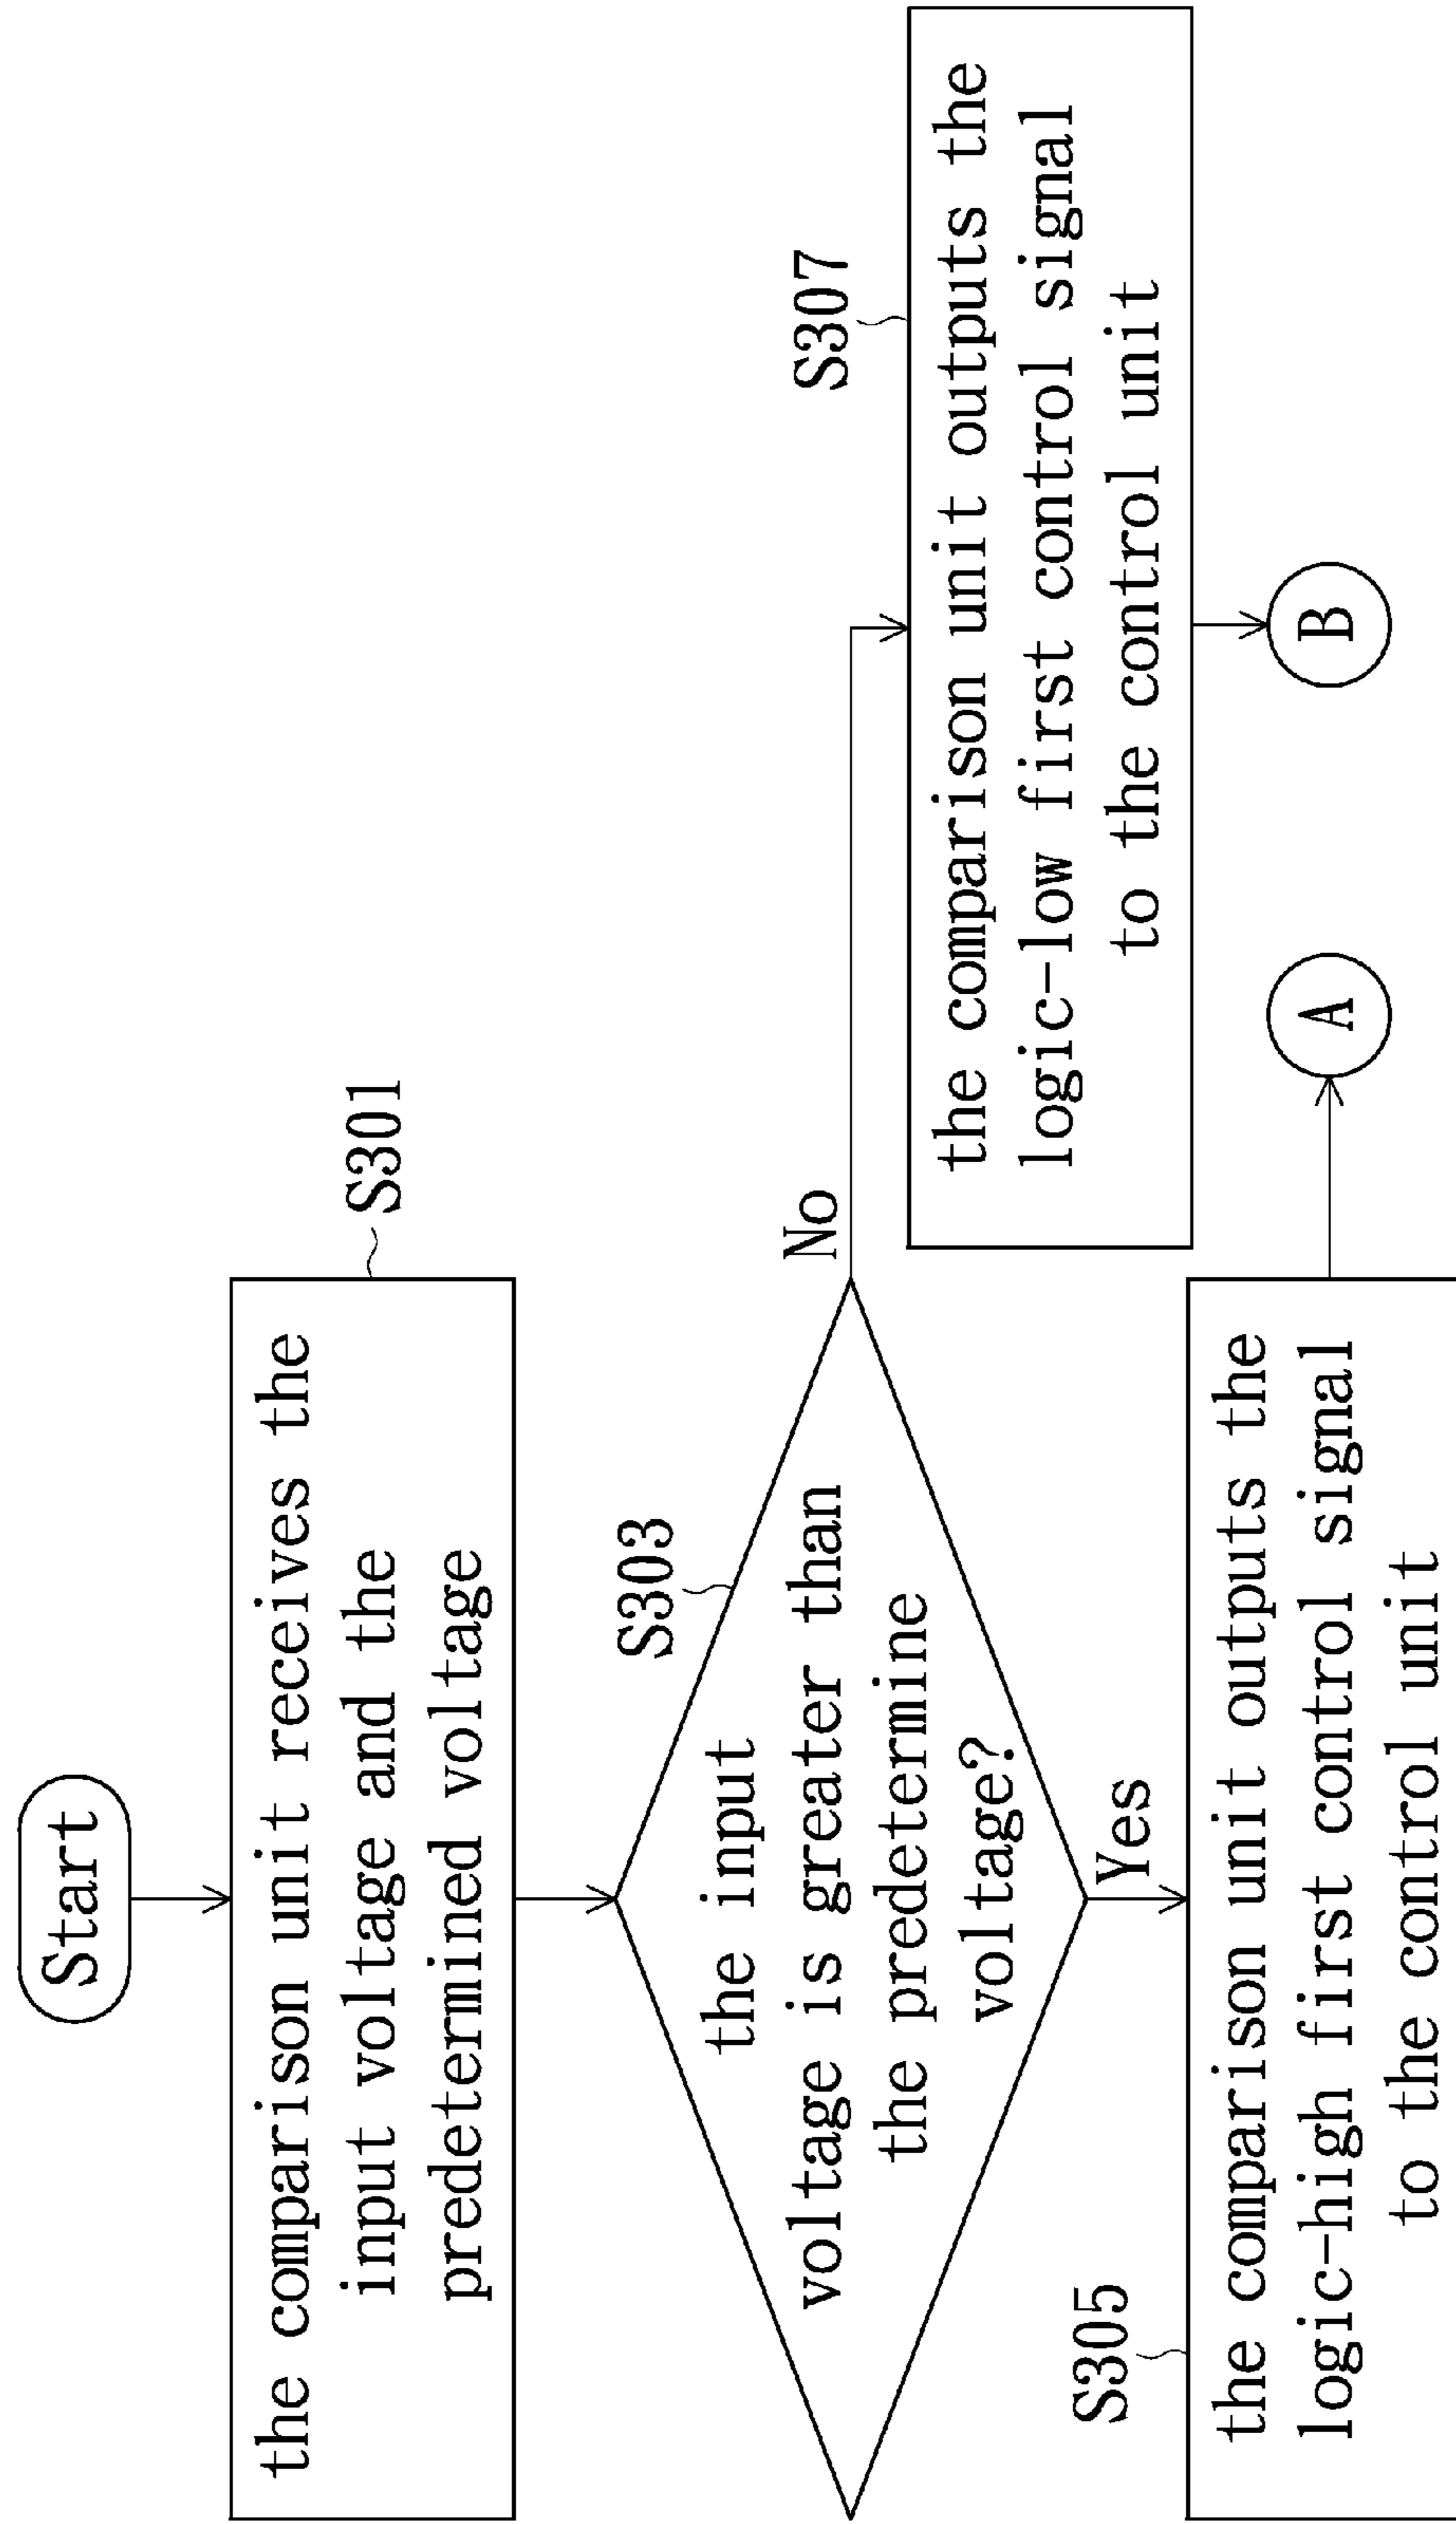 Start
the comparison unit receives the
input voltage and the
predetermined voltage
S301
the input
voltage is greater than
the predetermine
voltage?
S303
No
Yes
the comparison unit outputs the
logic-high first control signal
to the control unit
S305
A
the comparison unit outputs the
logic-low first control signal
to the control unit
S307
B